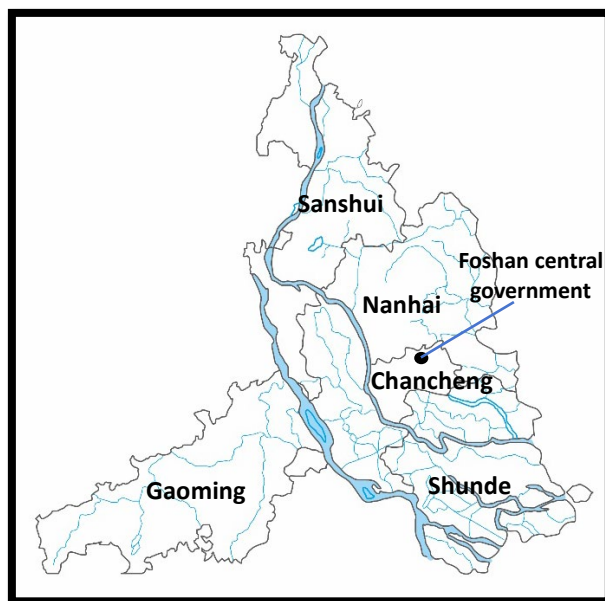 Sanshui
Foshan central
government
Nanhai
Chancheng
Gaoming
Shunde